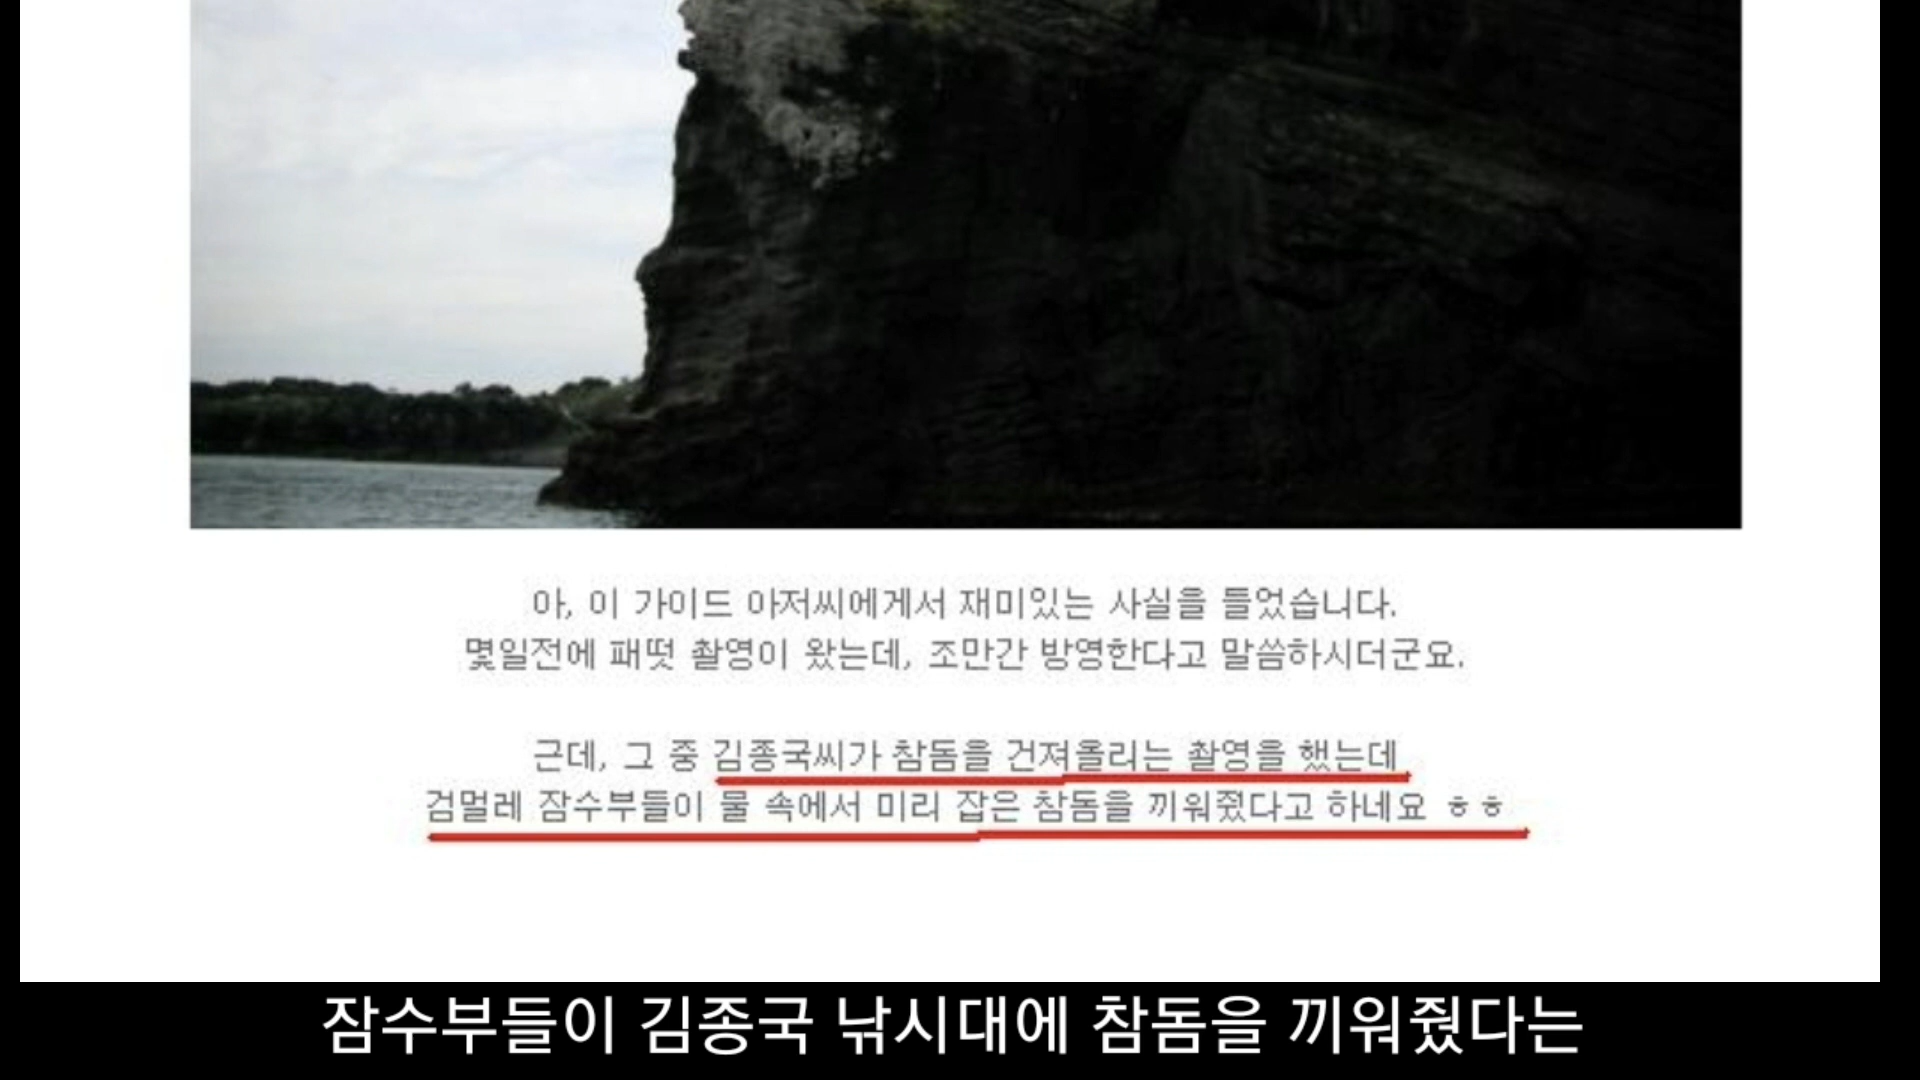 아, 이 가이드 아저씨에게서 재미있는 사실을 들었습니다.
몇일전에 패떳 촬영이 왔는데, 조만간 방영한다고 말씀하시더군요.
근데, 그 중 김종국씨가 참돔을 건져올리는 촬영을 했는데
검멀레 잠수부들이 물 속에서 미리 잡은 참돔을 끼워줬다고 하네요 ㅎㅎ
잠수부들이 김종국 낚시대에 참돔을 끼워줬다는